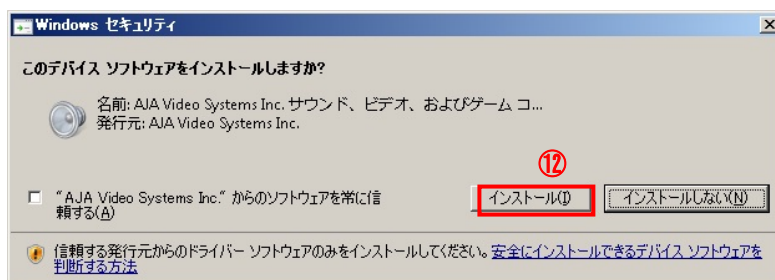 Windows セキュリティ
このデバイス ソフトウェアをインストールしますか?
名前: AJA Video Systems Inc. サウンド、ビデオ、およびゲーム コ...
発行元: AJA Video Systems Inc.
⑫
"AJA Video Systems Inc." からのソフトウェアを常に信
頼する(A)
インストール(I)
インストールしない(N)
信頼する発行元からのドライバー ソフトウェアのみをインストールしてください。安全にインストールできるデバイス ソフトウェアを
判断する方法